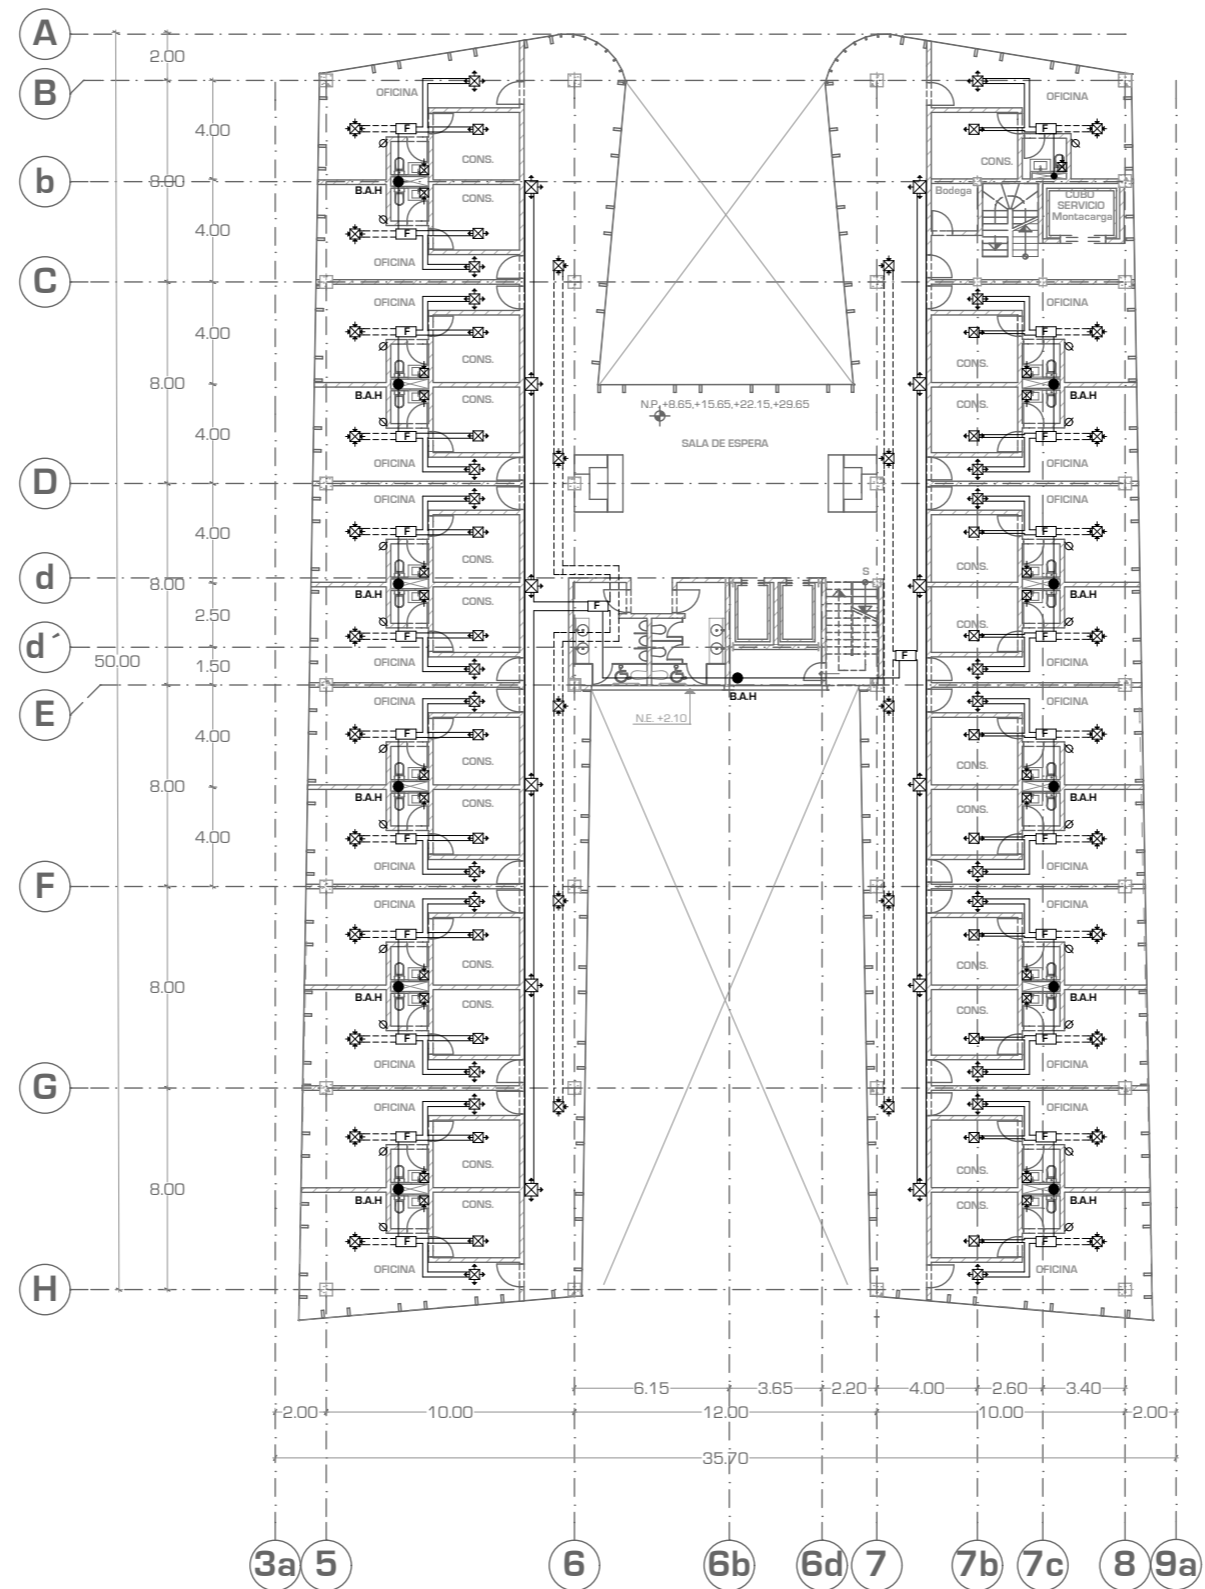 A
2.00
B
OFICINA
OFICINA
F
F
4.00
CONS.
CONS.
b
8.00
B.A.H
CONS.
Bodega
CUBO
SERVICIO
Montacarga
4.00
F
OFICINA
C
OFICINA
OFICINA
4.00
F
CONS.
CONS.
F
8.00
B.A.H
CONS.
CONS.
B.A.H
N.P. +8.65,+15.65,+22.15,+29.65
4.00
F
SALA DE ESPERA
F
OFICINA
OFICINA
D
OFICINA
OFICINA
4.00
F
CONS.
CONS.
F
d
8.00
S
B.A.H
CONS.
CONS.
B.A.H
2.50
F
F
F
d´
50.00
1.50
OFICINA
F
OFICINA
E
B.A.H
OFICINA
OFICINA
N.E. +2.10
4.00
F
CONS.
CONS.
F
8.00
B.A.H
CONS.
CONS.
B.A.H
4.00
F
F
OFICINA
OFICINA
F
OFICINA
OFICINA
F
CONS.
CONS.
F
8.00
B.A.H
CONS.
CONS.
B.A.H
F
F
OFICINA
OFICINA
G
OFICINA
OFICINA
F
CONS.
CONS.
F
8.00
B.A.H
CONS.
CONS.
B.A.H
F
F
OFICINA
OFICINA
H
6.15
3.65
2.20
4.00
2.60
3.40
2.00
10.00
12.00
10.00
2.00
35.70
3a
5
6
6b
6d
7
7b
7c
8
9a